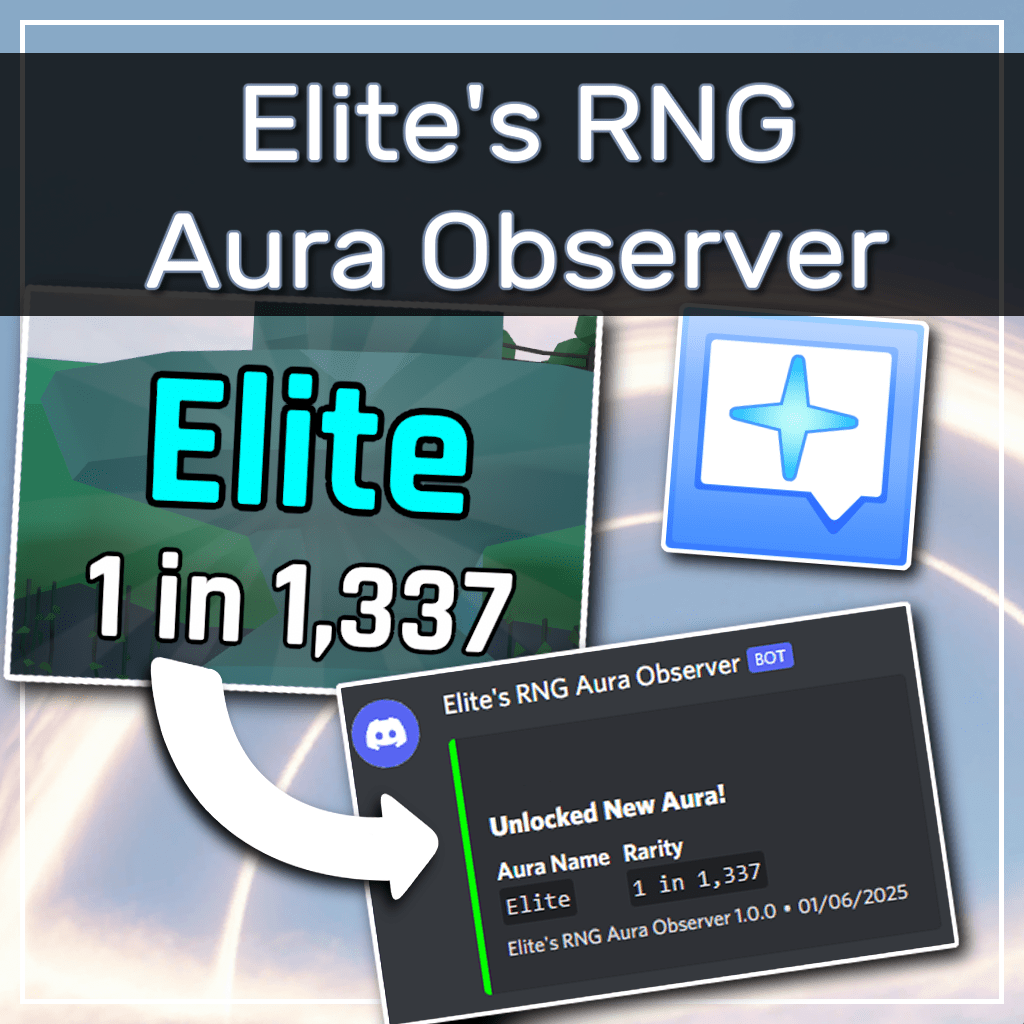 Elite's RNG
Aura Observer
Elite
1 in 1,337
Elite's RNG Aura Observer BOT
Unlocked New Aura!
Aura Name Rarity
Elite 1 in 1,337
Elite's RNG Aura Observer 1.0.0 • 01/06/2025